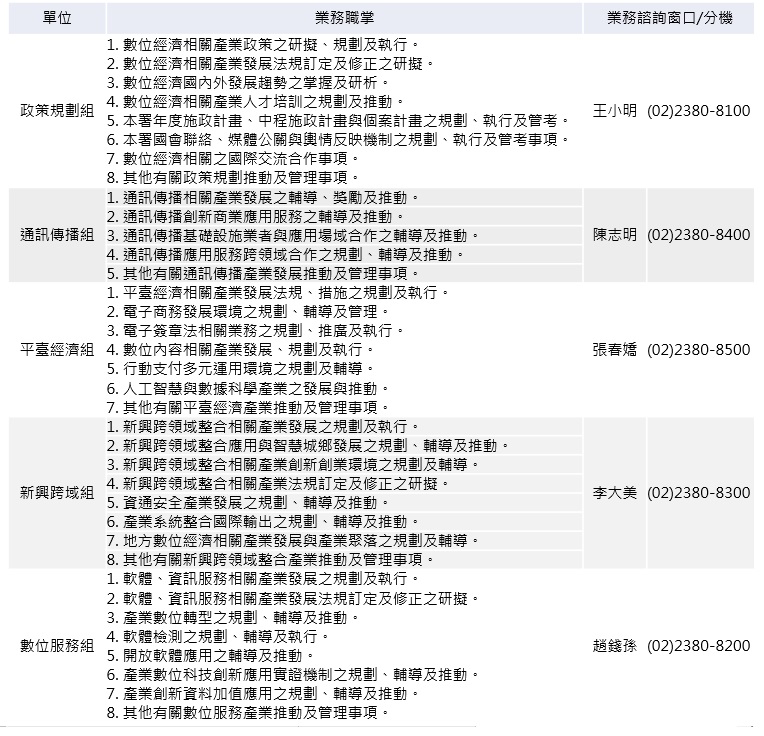 單位 業務職掌 業務諮詢窗口/分機
政策規劃組
1. 數位經濟相關產業政策之研擬、規劃及執行。
2. 數位經濟相關產業發展法規訂定及修正之研擬。
3. 數位經濟國內外發展趨勢之掌握及研析。
4. 數位經濟相關產業人才培訓之規劃及推動。
5. 本署年度施政計畫、中程施政計畫與個案計畫之規劃、執行及管考。
6. 本署國會聯絡、媒體公關與輿情反映機制之規劃、執行及管考事項。
7. 數位經濟相關之國際交流合作事項。
8. 其他有關政策規劃推動及管理事項。
王小明 (02)2380-8100
通訊傳播組
1. 通訊傳播相關產業發展之輔導、獎勵及推動。
2. 通訊傳播創新商業應用服務之輔導及推動。
3. 通訊傳播基礎設施業者與應用場域合作之輔導及推動。
4. 通訊傳播應用服務跨領域合作之規劃、輔導及推動。
5. 其他有關通訊傳播產業發展推動及管理事項。
陳志明 (02)2380-8400
平臺經濟組
1. 平臺經濟相關產業發展法規、措施之規劃及執行。
2. 電子商務發展環境之規劃、輔導及管理。
3. 電子簽章法相關業務之規劃、推廣及執行。
4. 數位內容相關產業發展、規劃及執行。
5. 行動支付多元運用環境之規劃及輔導。
6. 人工智慧與數據科學產業之發展與推動。
7. 其他有關平臺經濟產業推動及管理事項。
張春嬌 (02)2380-8500
新興跨域組
1. 新興跨領域整合相關產業發展之規劃及執行。
2. 新興跨領域整合應用與智慧城鄉發展之規劃、輔導及推動。
3. 新興跨領域整合相關產業創新創業環境之規劃及輔導。
4. 新興跨領域整合相關產業法規訂定及修正之研擬。
5. 資通安全產業發展之規劃、輔導及推動。
6. 產業系統整合國際輸出之規劃、輔導及推動。
7. 地方數位經濟相關產業發展與產業聚落之規劃及輔導。
8. 其他有關新興跨領域整合產業推動及管理事項。
李大美 (02)2380-8300
數位服務組
1. 軟體、資訊服務相關產業發展之規劃及執行。
2. 軟體、資訊服務相關產業發展法規訂定及修正之研擬。
3. 產業數位轉型之規劃、輔導及推動。
4. 軟體檢測之規劃、輔導及執行。
5. 開放軟體應用之輔導及推動。
6. 產業數位科技創新應用實證機制之規劃、輔導及推動。
7. 產業創新資料加值應用之規劃、輔導及推動。
8. 其他有關數位服務產業推動及管理事項。
趙錢孫 (02)2380-8200